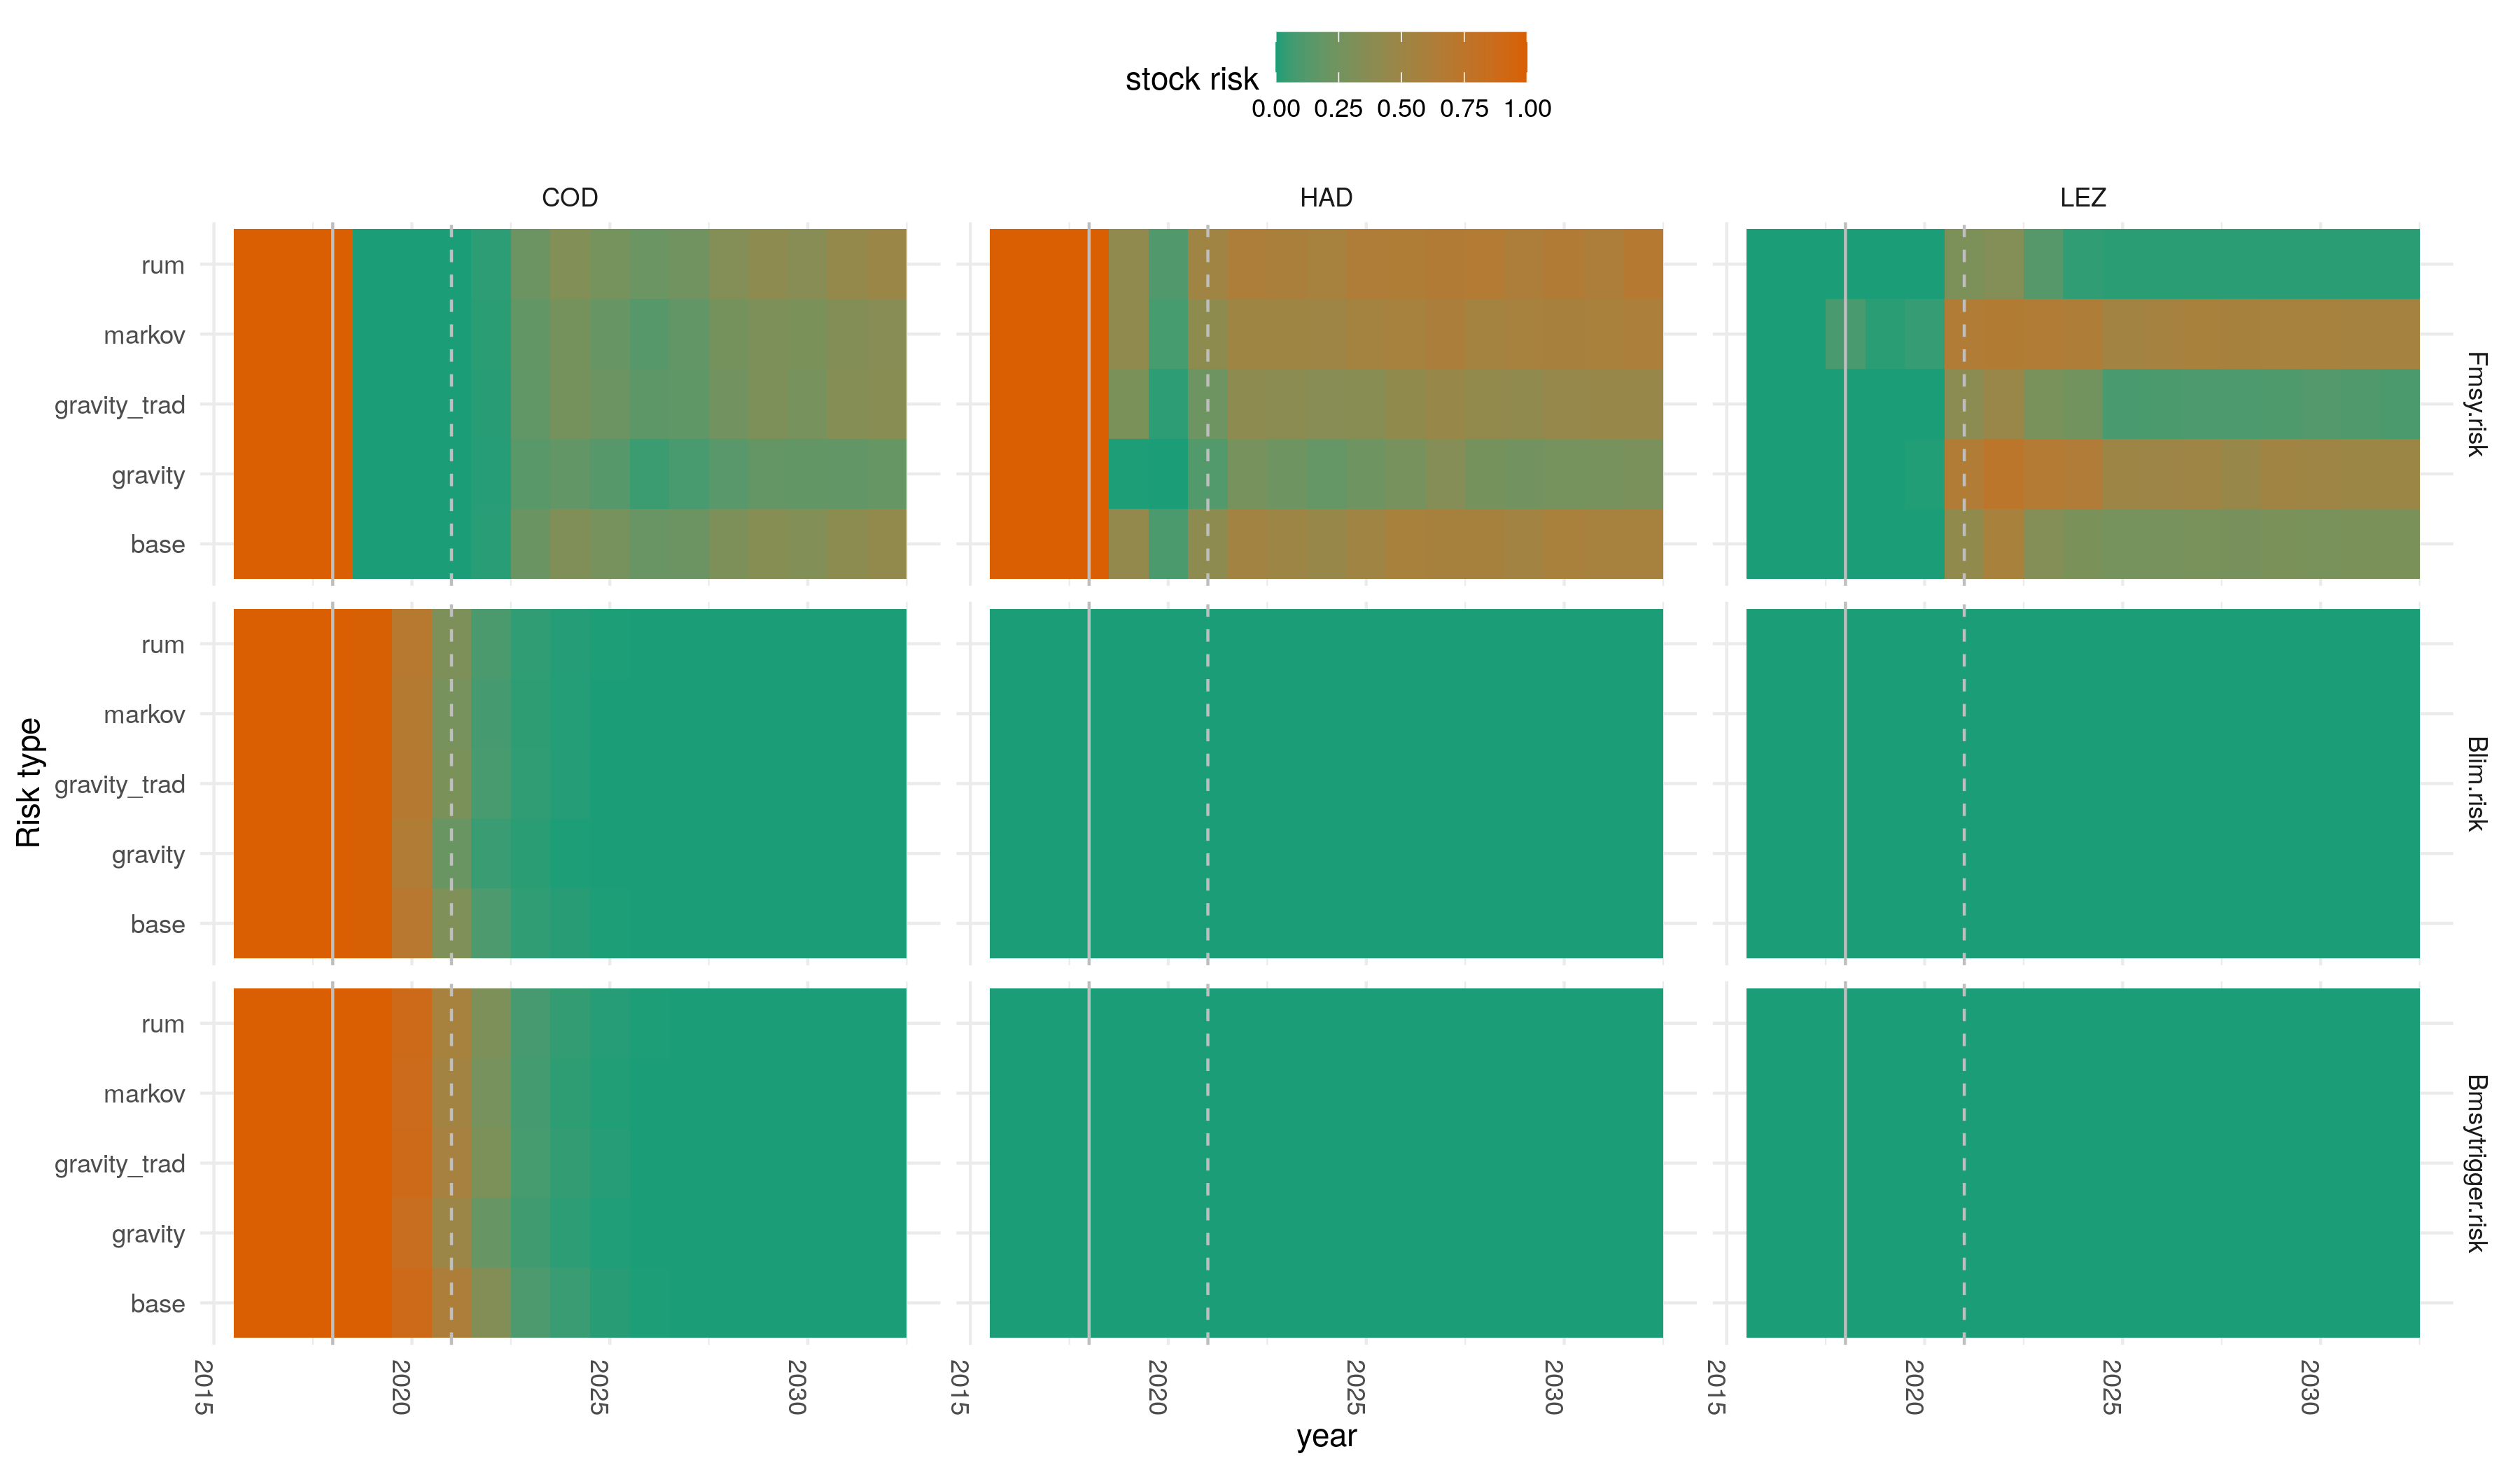 stock risk
0.00 0.25 0.50 0.75 1.00
COD HAD LEZ
rum
markov
gravity_trad
gravity
base
Fmsy.risk
rum
markov
gravity_trad
gravity
base
Blim.risk
rum
markov
gravity_trad
gravity
base
Bmsytrigger.risk
Risk type
2015 2020 2025 2030 2015 2020 2025 2030 2015 2020 2025 2030
year